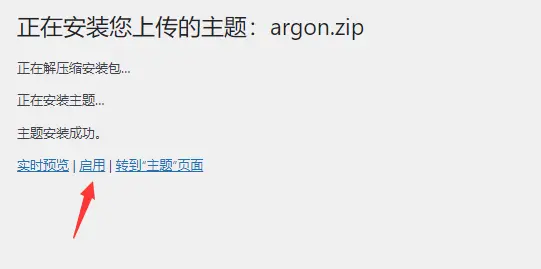 正在安装您上传的主题：argon.zip
正在解压缩安装包…
正在安装主题…
主题安装成功。
实时预览 | 启用 | 转到“主题”页面